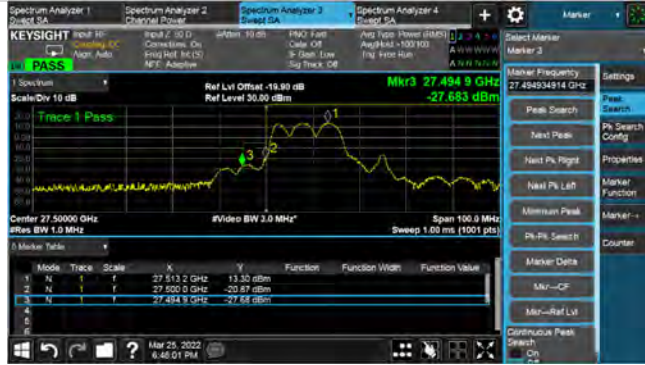 Spectrum Analyzer 1
Swept SA
Spectrum Analyzer 2
Channel Power
Spectrum Analyzer 3
Swept SA
Spectrum Analyzer 4
Swept SA
Marker
KEYSIGHT
Input: RF
Coupling: DC
Align: Auto
Input Z: 50 Ω
Corrections: On
Freq Ref: Int (S)
NFE: Adaptive
#Atten: 10 dB
PNO: Fast
Gate: Off
IF Gain: Low
Sig Track: Off
Avg Type: Power (RMS)
Avg|Hold: >100/100
Trig: Free Run
PASS
1 Spectrum
Scale/Div 10 dB
Ref Lvl Offset -19.90 dB
Ref Level 30.00 dBm
Mkr3 27.494 9 GHz
-27.683 dBm
Trace 1 Pass
1
2
3
Center 27.50000 GHz
#Res BW 1.0 MHz
#Video BW 3.0 MHz*
Span 100.0 MHz
Sweep 1.00 ms (1001 pts)
Marker Table
Mode Trace Scale X Y Function Function Width Function Value
1 N 1 f 27.513 2 GHz 13.30 dBm
2 N 1 f 27.500 0 GHz -20.87 dBm
3 N 1 f 27.494 9 GHz -27.68 dBm
4
5
6
Mar 25, 2022
6:46:01 PM
Select Marker
Marker 3
Marker Frequency
27.494934914 GHz
Peak Search
Next Peak
Next Pk Right
Next Pk Left
Minimum Peak
Pk-Pk Search
Marker Delta
Mkr→CF
Mkr→Ref Lvl
Continuous Peak
Search
On
Off
Settings
Peak
Search
Pk Search
Config
Properties
Marker
Function
Marker→
Counter